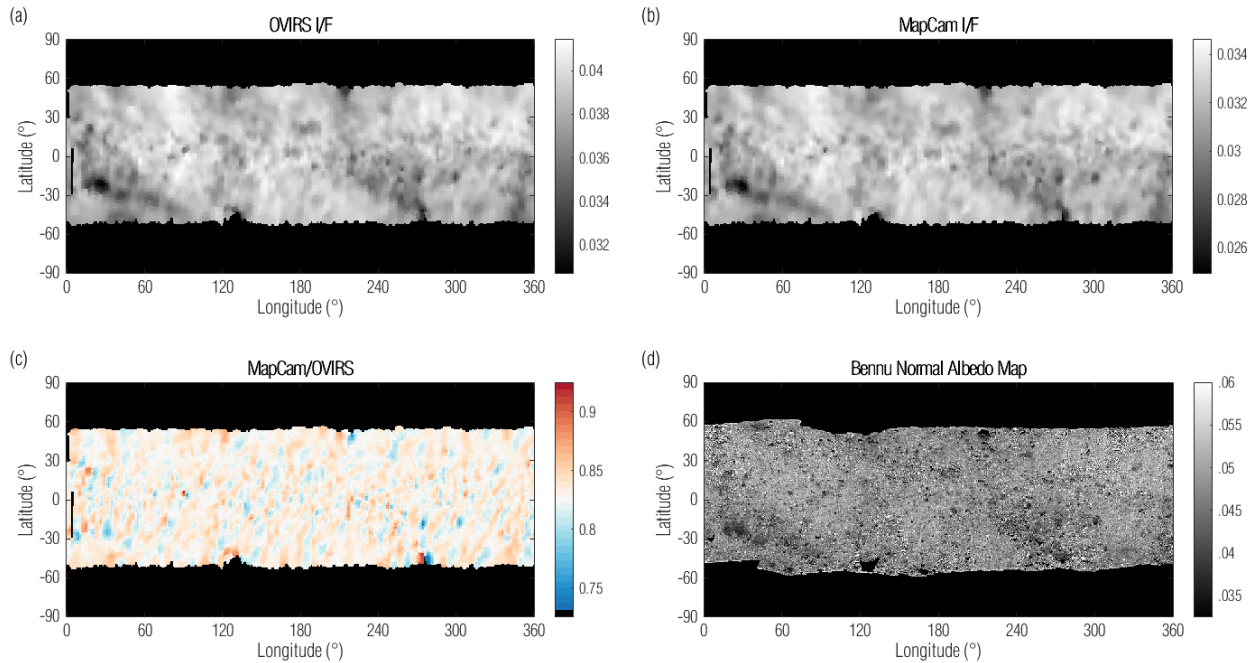 (a)
OVIRS I/F
90
60
30
0
-30
-60
-90
0 60 120 180 240 300 360
Latitude (°)
Longitude (°)
0.04
0.038
0.036
0.034
0.032
(b)
MapCam I/F
90
60
30
0
-30
-60
-90
0 60 120 180 240 300 360
Latitude (°)
Longitude (°)
0.034
0.032
0.03
0.028
0.026
(c)
MapCam/OVIRS
90
60
30
0
-30
-60
-90
0 60 120 180 240 300 360
Latitude (°)
Longitude (°)
0.9
0.85
0.8
0.75
(d)
Bennu Normal Albedo Map
90
60
30
0
-30
-60
-90
0 60 120 180 240 300 360
Latitude (°)
Longitude (°)
.06
.055
.05
.045
.04
.035